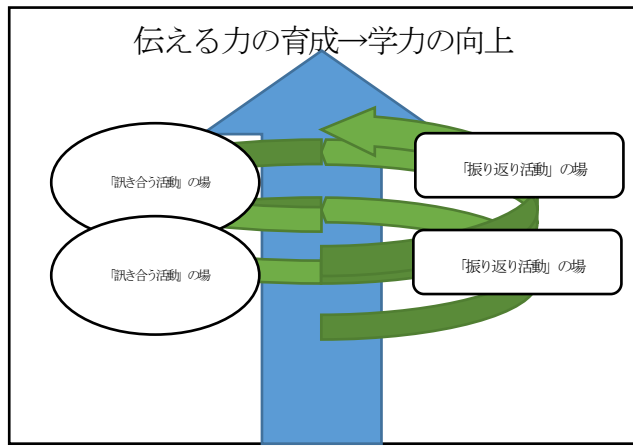 伝える力の育成→学力の向上
「訊き合う活動」の場
「振り返り活動」の場
「訊き合う活動」の場
「振り返り活動」の場